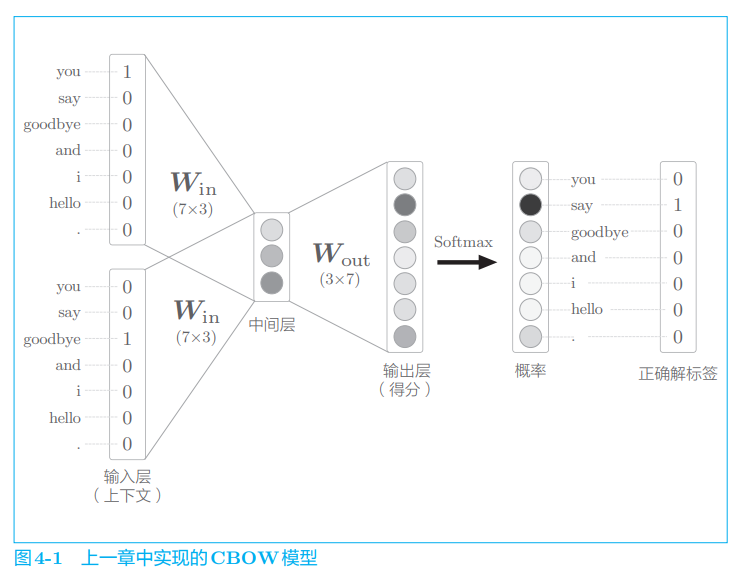 you 1
say 0
goodbye 0
and 0
i 0
hello 0
. 0
W in
(7×3)
you 0
say 0
goodbye 1
and 0
i 0
hello 0
. 0
W in
(7×3)
输入层
（上下文）
中间层
W out
(3×7)
输出层
（得分）
Softmax
概率
you 0
say 1
goodbye 0
and 0
i 0
hello 0
. 0
正确解标签
图4-1 上一章中实现的CBOW模型